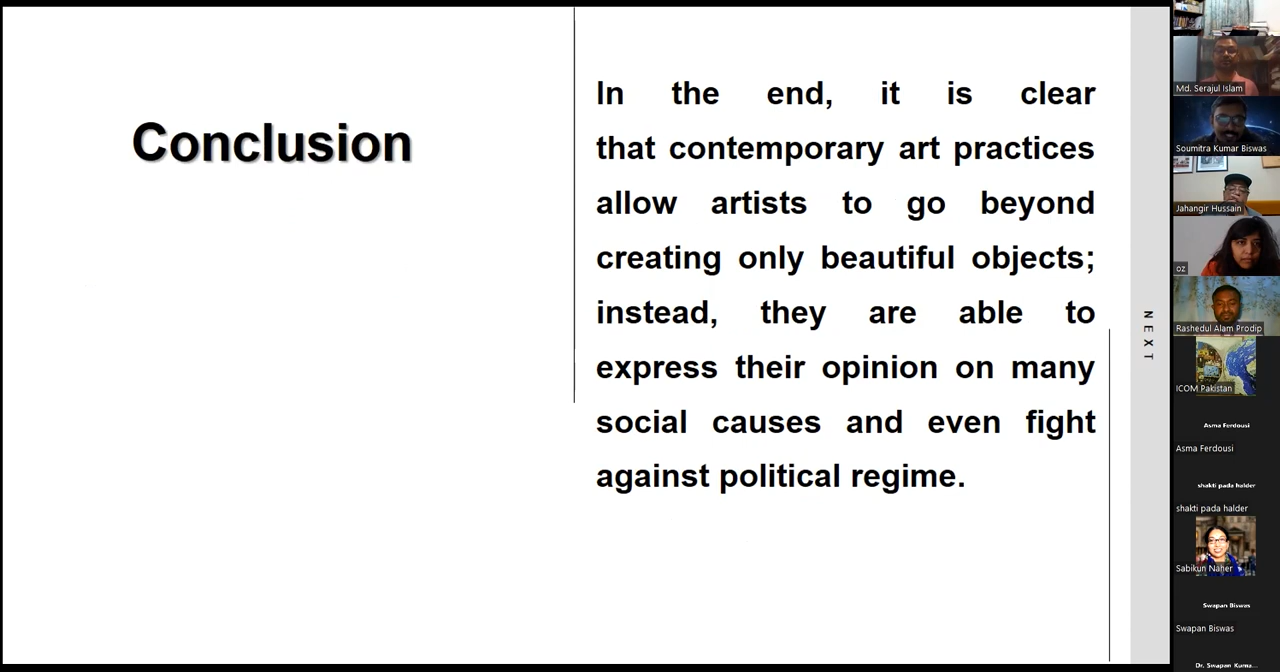 Conclusion
In the end, it is clear
that contemporary art practices
allow artists to go beyond
creating only beautiful objects;
instead, they are able to
express their opinion on many
social causes and even fight
against political regime.
NEXT
Md. Serajul Islam
Soumitra Kumar Biswas
Jahangir Hussain
oz
Rashedul Alam Prodip
ICOM Pakistan
Asma Ferdousi
Asma Ferdousi
shakti pada halder
shakti pada halder
Sabikun Naher
Swapan Biswas
Swapan Biswas
Dr. Swapan Kuma...